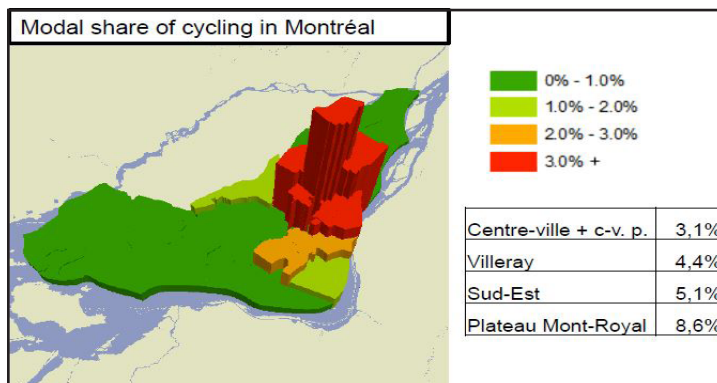 Modal share of cycling in Montréal
0% - 1.0%
1.0% - 2.0%
2.0% - 3.0%
3.0% +
Centre-ville + c-v. p. 3,1%
Villeray 4,4%
Sud-Est 5,1%
Plateau Mont-Royal 8,6%